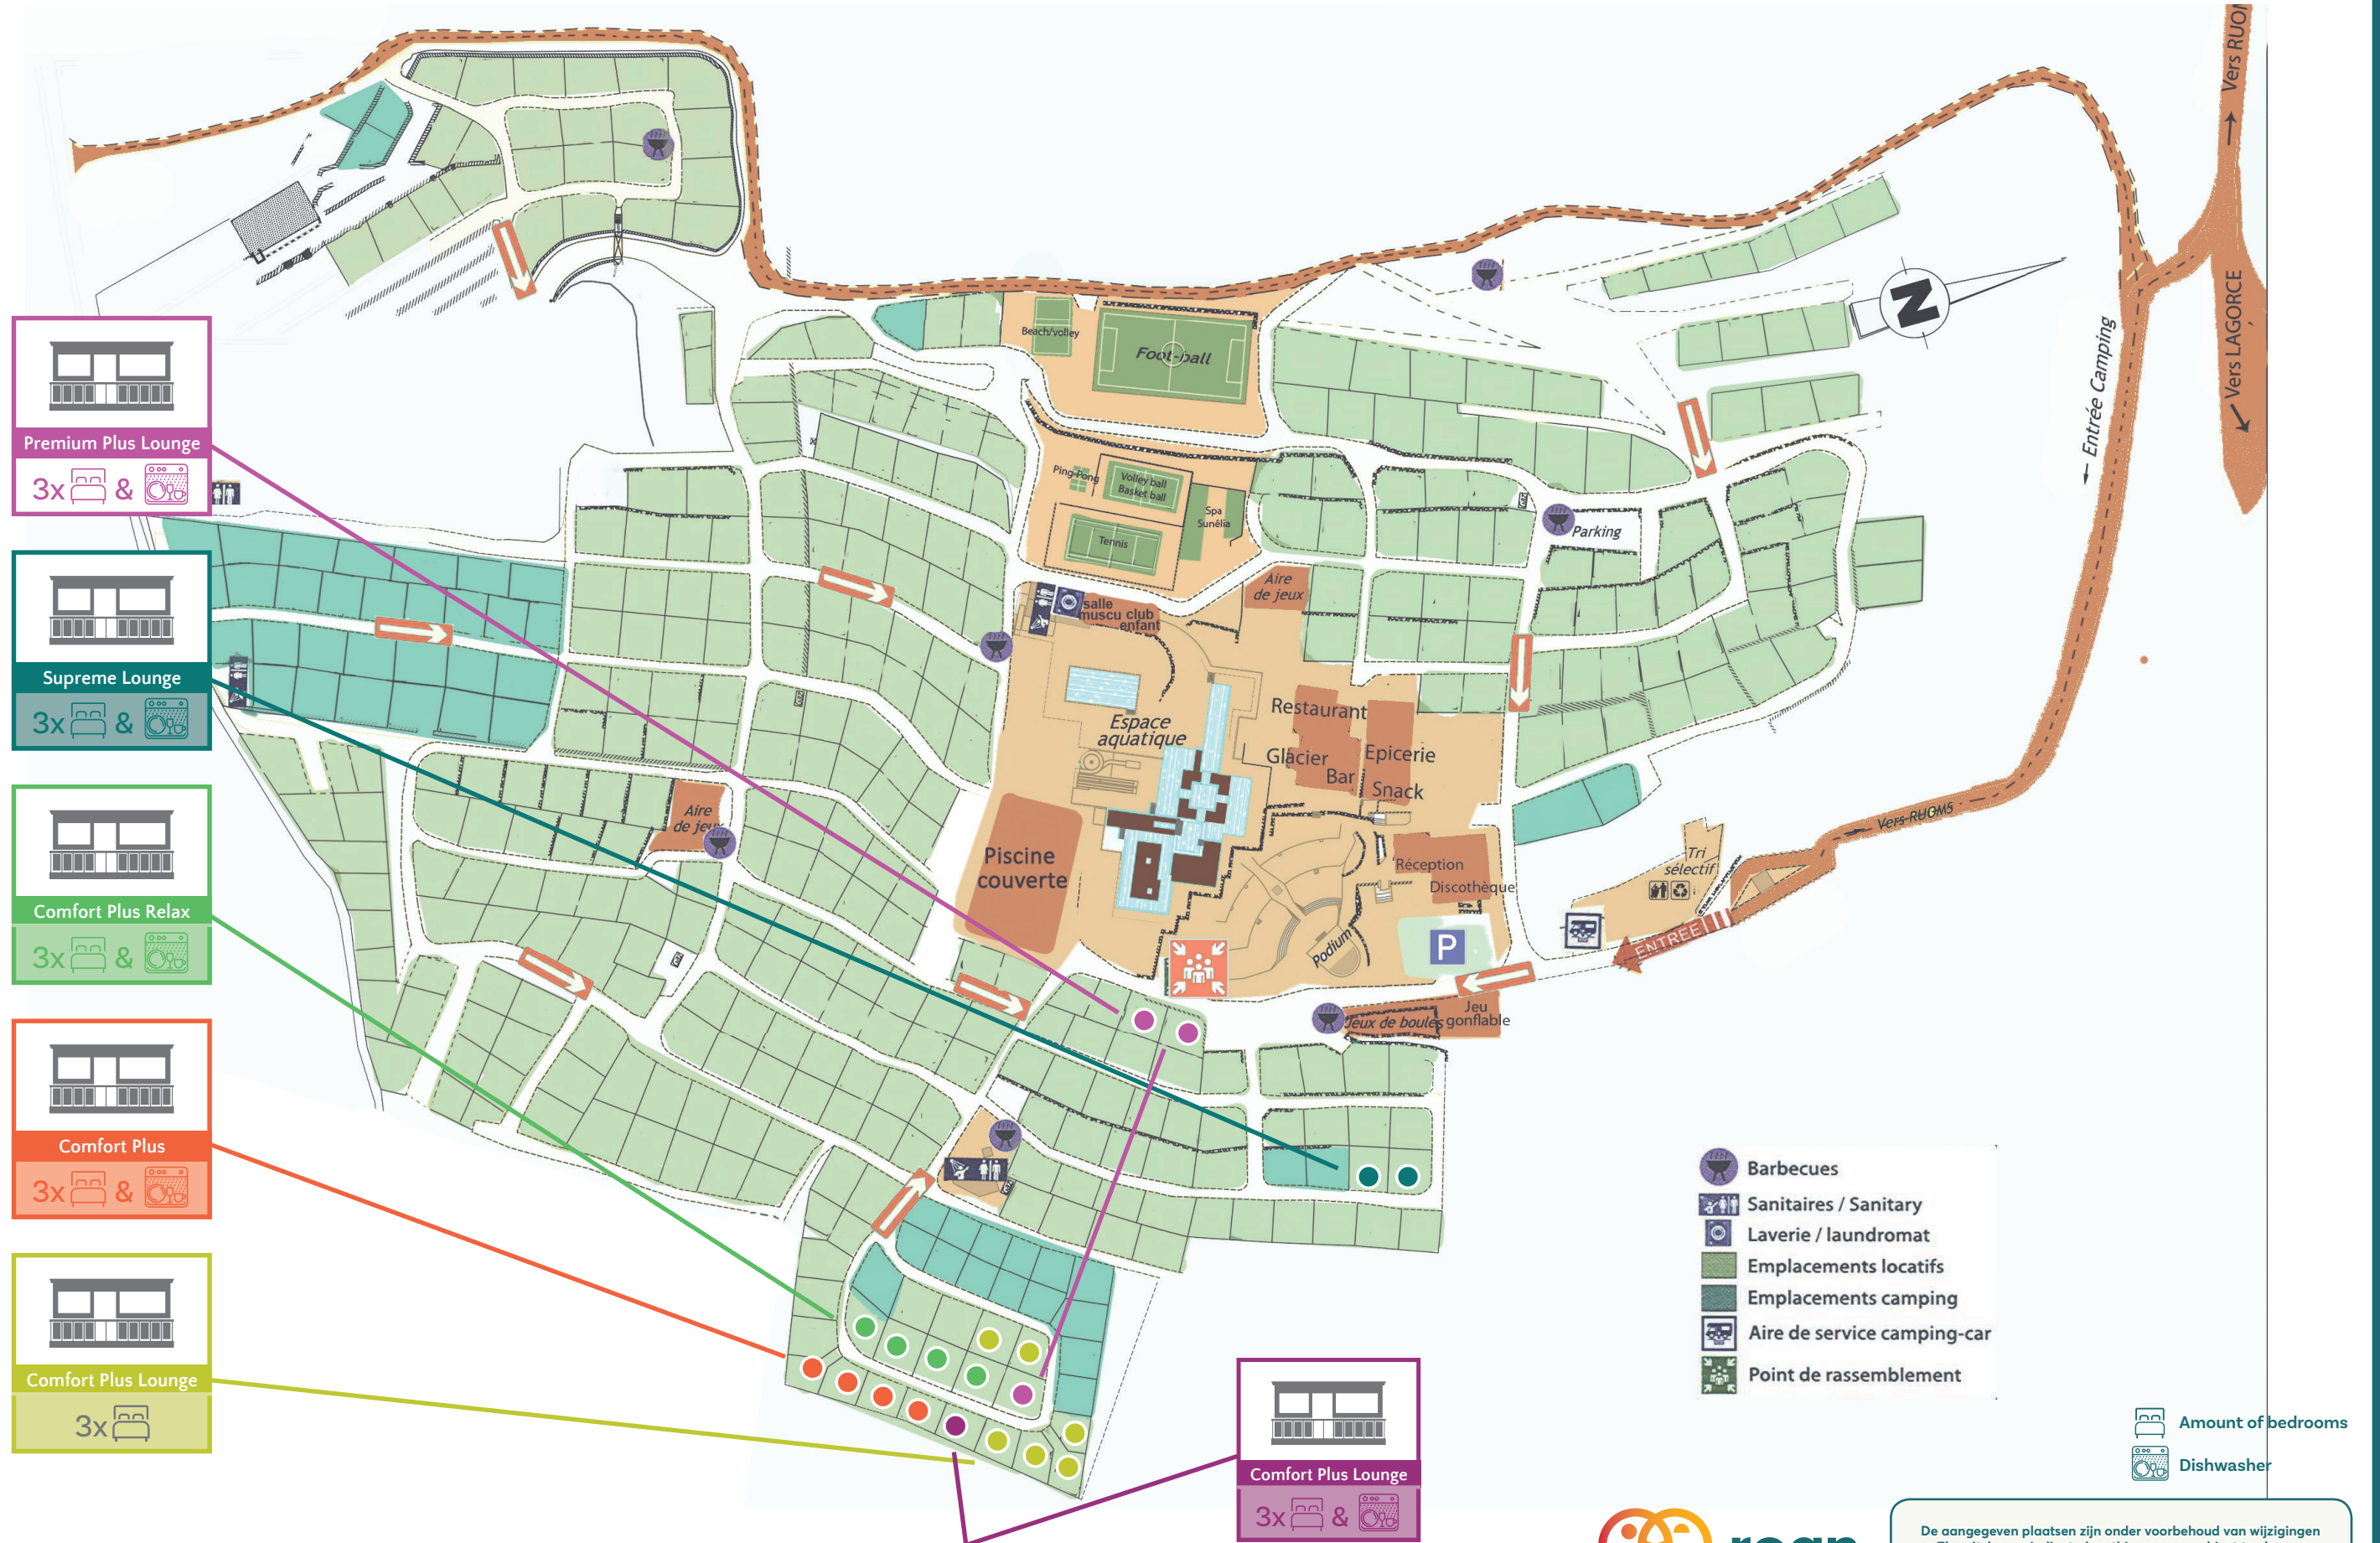 Vers RUOM
Vers LAGORCE
Entrée Camping
N
Beach/volley
Foot-ball
Premium Plus Lounge
3x &
Ping-Pong
Volley ball
Basket ball
Spa
Sunêlia
Tennis
Parking
Aire
de jeux
salle
muscu club
enfant
Supreme Lounge
3x &
Espace
aquatique
Restaurant
Glacier
Bar
Epicerie
Snack
Aire
de jeux
Comfort Plus Relax
3x &
Piscine
couverte
Réception
Discothèque
Podium
P
Vers RUOMS
Tri
sélectif
ENTREE
Jeux de boules
Jeu
gonflable
Comfort Plus
3x &
Comfort Plus Lounge
3x
Comfort Plus Lounge
3x &
Barbecues
Sanitaires / Sanitary
Laverie / laundromat
Emplacements locatifs
Emplacements camping
Aire de service camping-car
Point de rassemblement
Amount of bedrooms
Dishwasher
roan
De aangegeven plaatsen zijn onder voorbehoud van wijzigingen